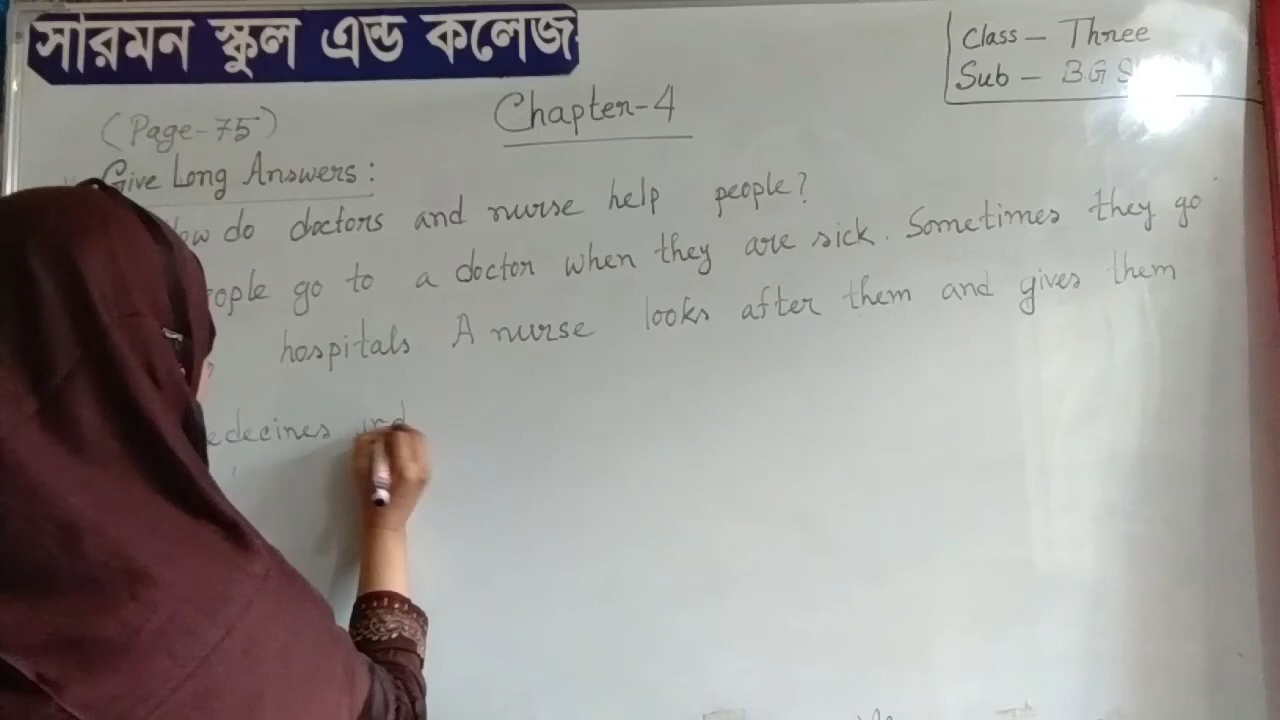 সারমন স্কুল এন্ড কলেজ
Class - Three
Sub - BGS
Chapter-4
(Page-75)
Give Long Answers:
do doctors and nurse help people?
go to a doctor when they are sick. Sometimes they go
hospitals. A nurse looks after them and gives them
and